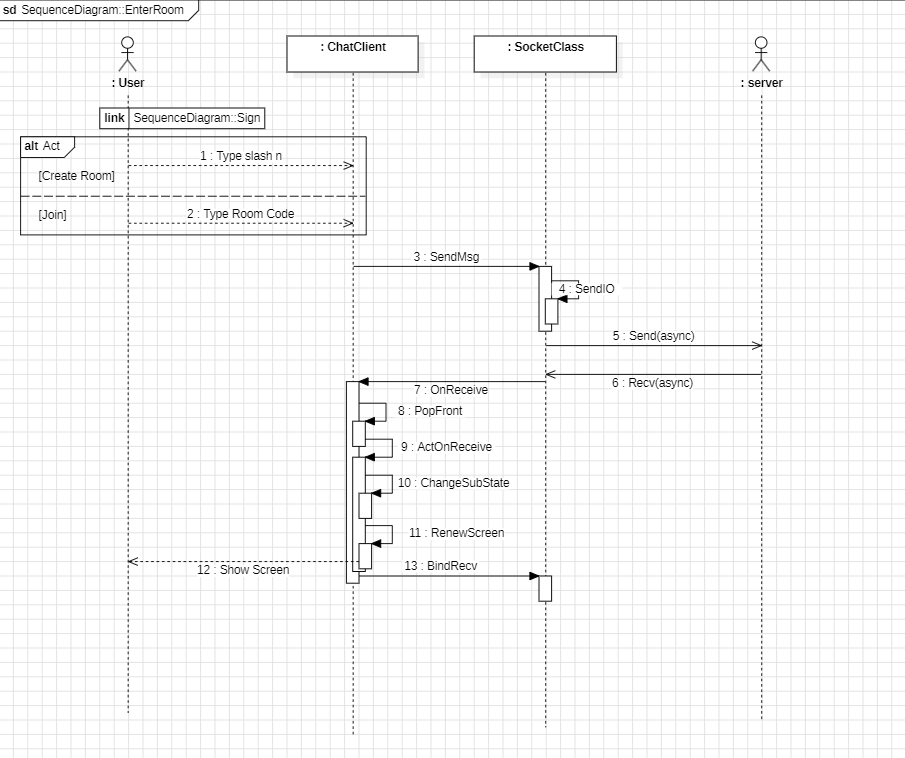 sd SequenceDiagram::EnterRoom
: User
: ChatClient
: SocketClass
: server
link SequenceDiagram::Sign
alt Act
1 : Type slash n
[Create Room]
[Join]
2 : Type Room Code
3 : SendMsg
4 : SendIO
5 : Send(async)
6 : Recv(async)
7 : OnReceive
8 : PopFront
9 : ActOnReceive
10 : ChangeSubState
11 : RenewScreen
12 : Show Screen
13 : BindRecv